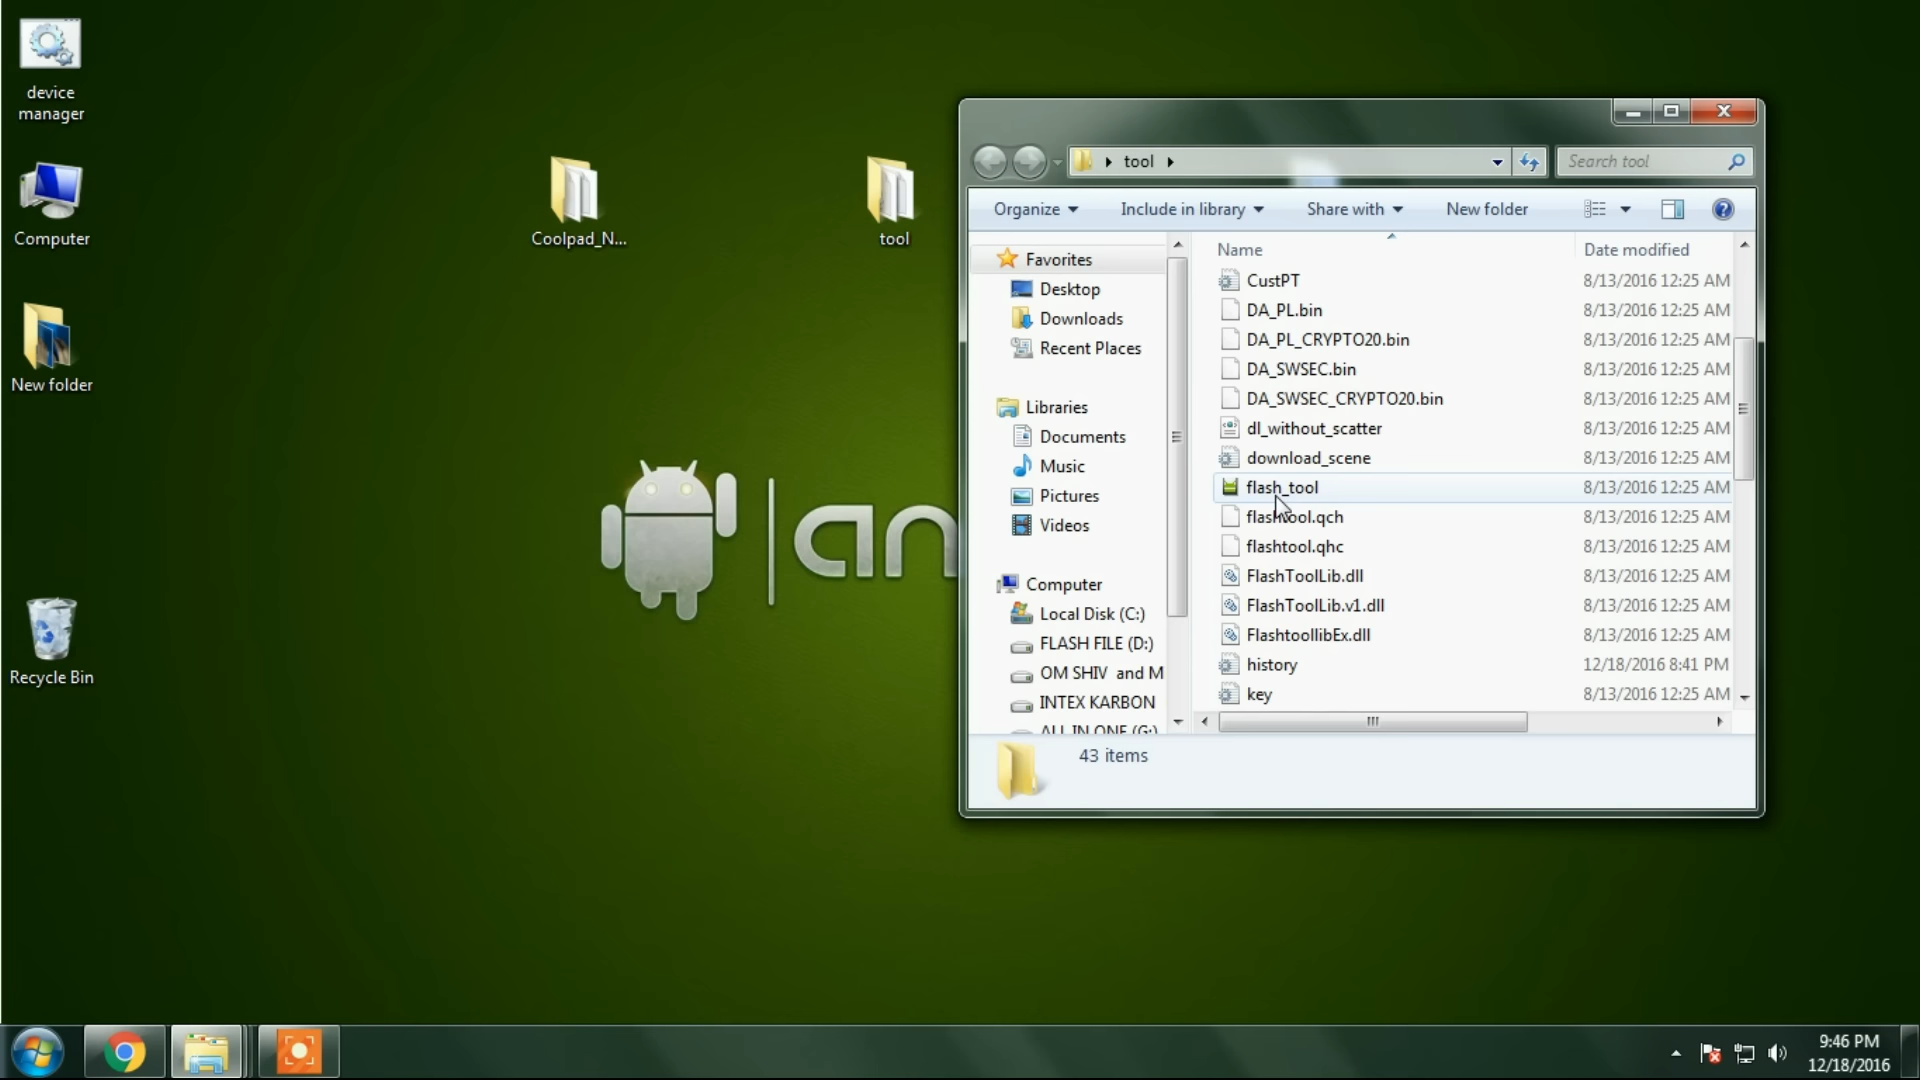 device
manager
Computer
New folder
Recycle Bin
Coolpad_N...
tool
an
tool
Search tool
Organize
Include in library
Share with
New folder
Favorites
Desktop
Downloads
Recent Places
Libraries
Documents
Music
Pictures
Videos
Computer
Local Disk (C:)
FLASH FILE (D:)
OM SHIV and M
INTEX KARBON
ALL IN ONE (G:)
Name Date modified
CustPT 8/13/2016 12:25 AM
DA_PL.bin 8/13/2016 12:25 AM
DA_PL_CRYPTO20.bin 8/13/2016 12:25 AM
DA_SWSEC.bin 8/13/2016 12:25 AM
DA_SWSEC_CRYPTO20.bin 8/13/2016 12:25 AM
dl_without_scatter 8/13/2016 12:25 AM
download_scene 8/13/2016 12:25 AM
flash_tool 8/13/2016 12:25 AM
flashtool.qch 8/13/2016 12:25 AM
flashtool.qhc 8/13/2016 12:25 AM
FlashToolLib.dll 8/13/2016 12:25 AM
FlashToolLib.v1.dll 8/13/2016 12:25 AM
FlashtoollibEx.dll 8/13/2016 12:25 AM
history 12/18/2016 8:41 PM
key 8/13/2016 12:25 AM
43 items
9:46 PM
12/18/2016